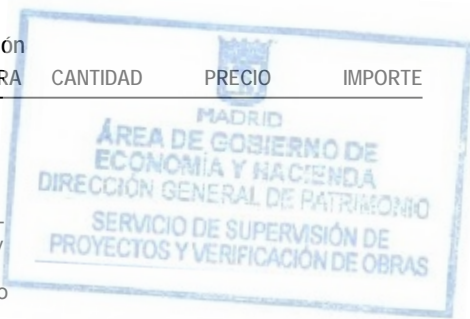 ón
RA CANTIDAD PRECIO IMPORTE
MADRID
ÁREA DE GOBIERNO DE
ECONOMÍA Y HACIENDA
DIRECCIÓN GENERAL DE PATRIMONIO
SERVICIO DE SUPERVISIÓN DE
PROYECTOS Y VERIFICACIÓN DE OBRAS
o